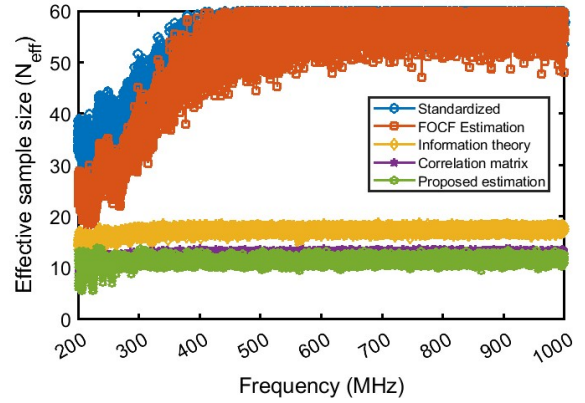 60
50
40
30
20
10
0
Effective sample size (N_eff)
Standardized
FOCF Estimation
Information theory
Correlation matrix
Proposed estimation
200 300 400 500 600 700 800 900 1000
Frequency (MHz)